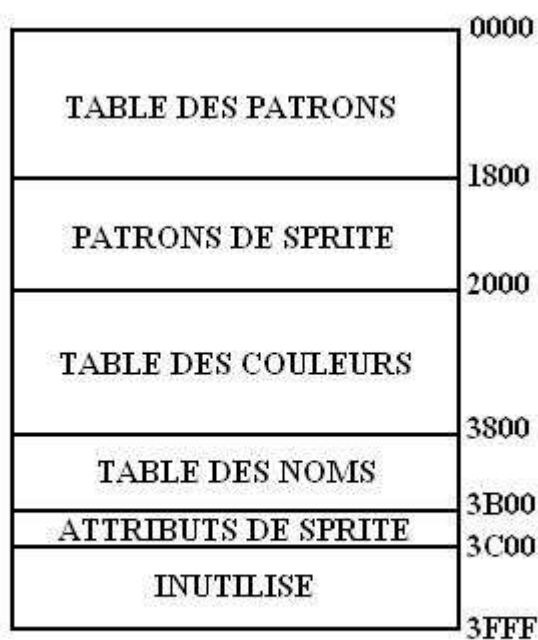 0000
TABLE DES PATRONS
1800
PATRONS DE SPRITE
2000
TABLE DES COULEURS
3800
TABLE DES NOMS
3B00
ATTRIBUTS DE SPRITE
3C00
INUTILISE
3FFF